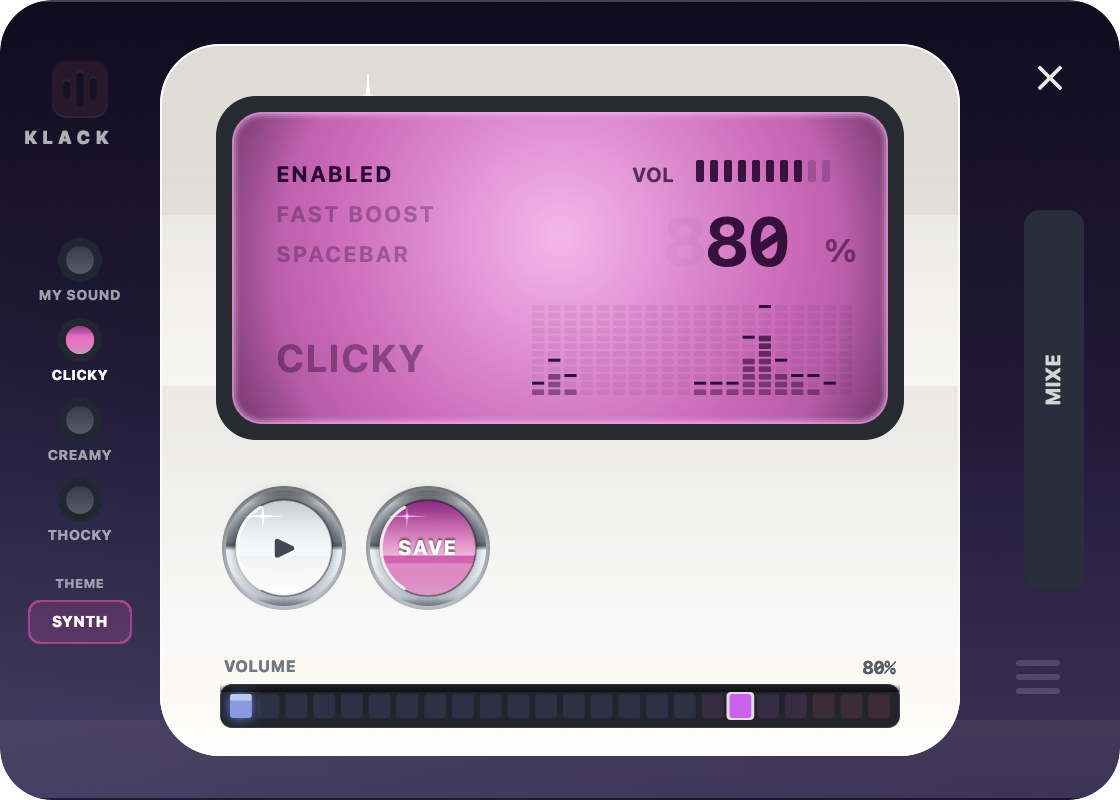 KLACK
MY SOUND
CLICKY
CREAMY
THOCKY
THEME
SYNTH
ENABLED
FAST BOOST
SPACEBAR
CLICKY
VOL
80 %
SAVE
VOLUME
80%
MIXE